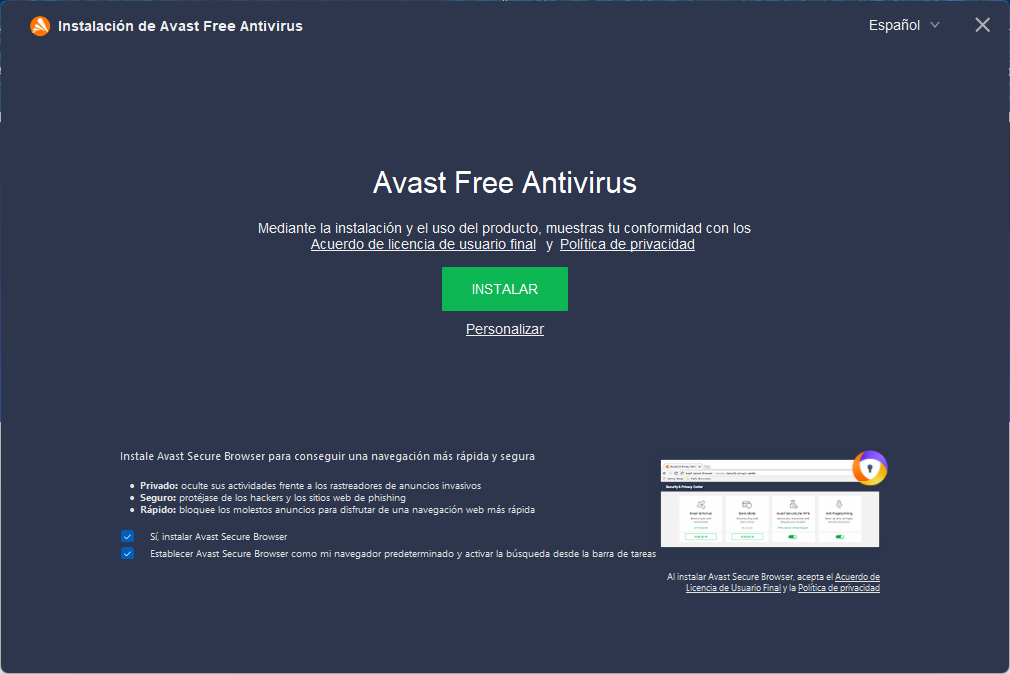 Instalación de Avast Free Antivirus
Español
Avast Free Antivirus
Mediante la instalación y el uso del producto, muestras tu conformidad con los
Acuerdo de licencia de usuario final y Política de privacidad
INSTALAR
Personalizar
Instale Avast Secure Browser para conseguir una navegación más rápida y segura
• Privado: oculte sus actividades frente a los rastreadores de anuncios invasivos
• Seguro: protéjase de los hackers y los sitios web de phishing
• Rápido: bloquee los molestos anuncios para disfrutar de una navegación web más rápida
Sí, instalar Avast Secure Browser
Establecer Avast Secure Browser como mi navegador predeterminado y activar la búsqueda desde la barra de tareas
Security & Privacy Center
Avast Antivirus
Bank Mode
Anti-Fingerprinting
Al instalar Avast Secure Browser, acepta el Acuerdo de
Licencia de Usuario Final y la Política de privacidad